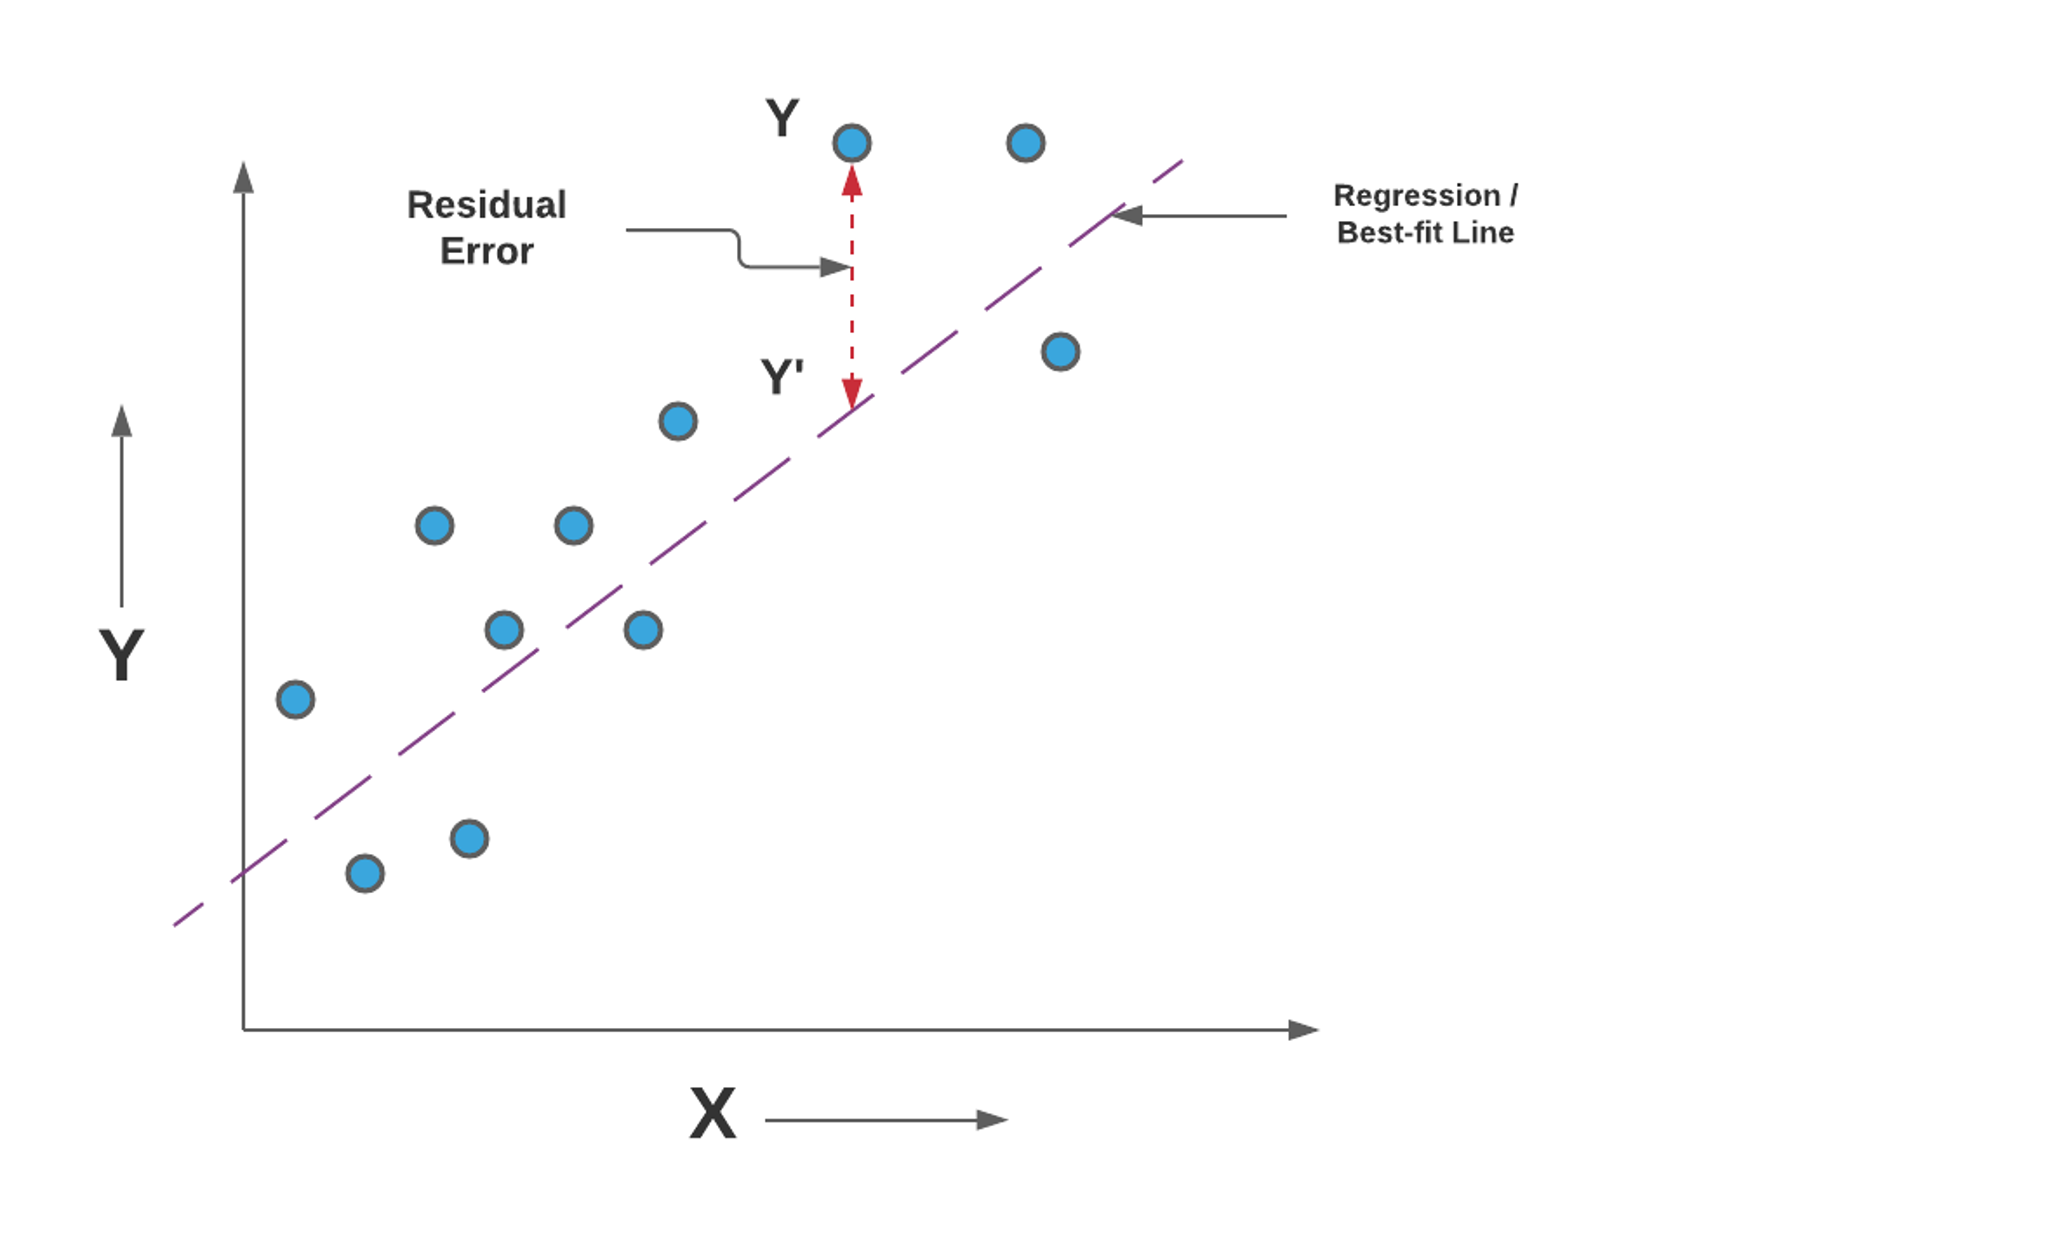 Y
Residual
Error
Regression /
Best-fit Line
Y'
Y
X